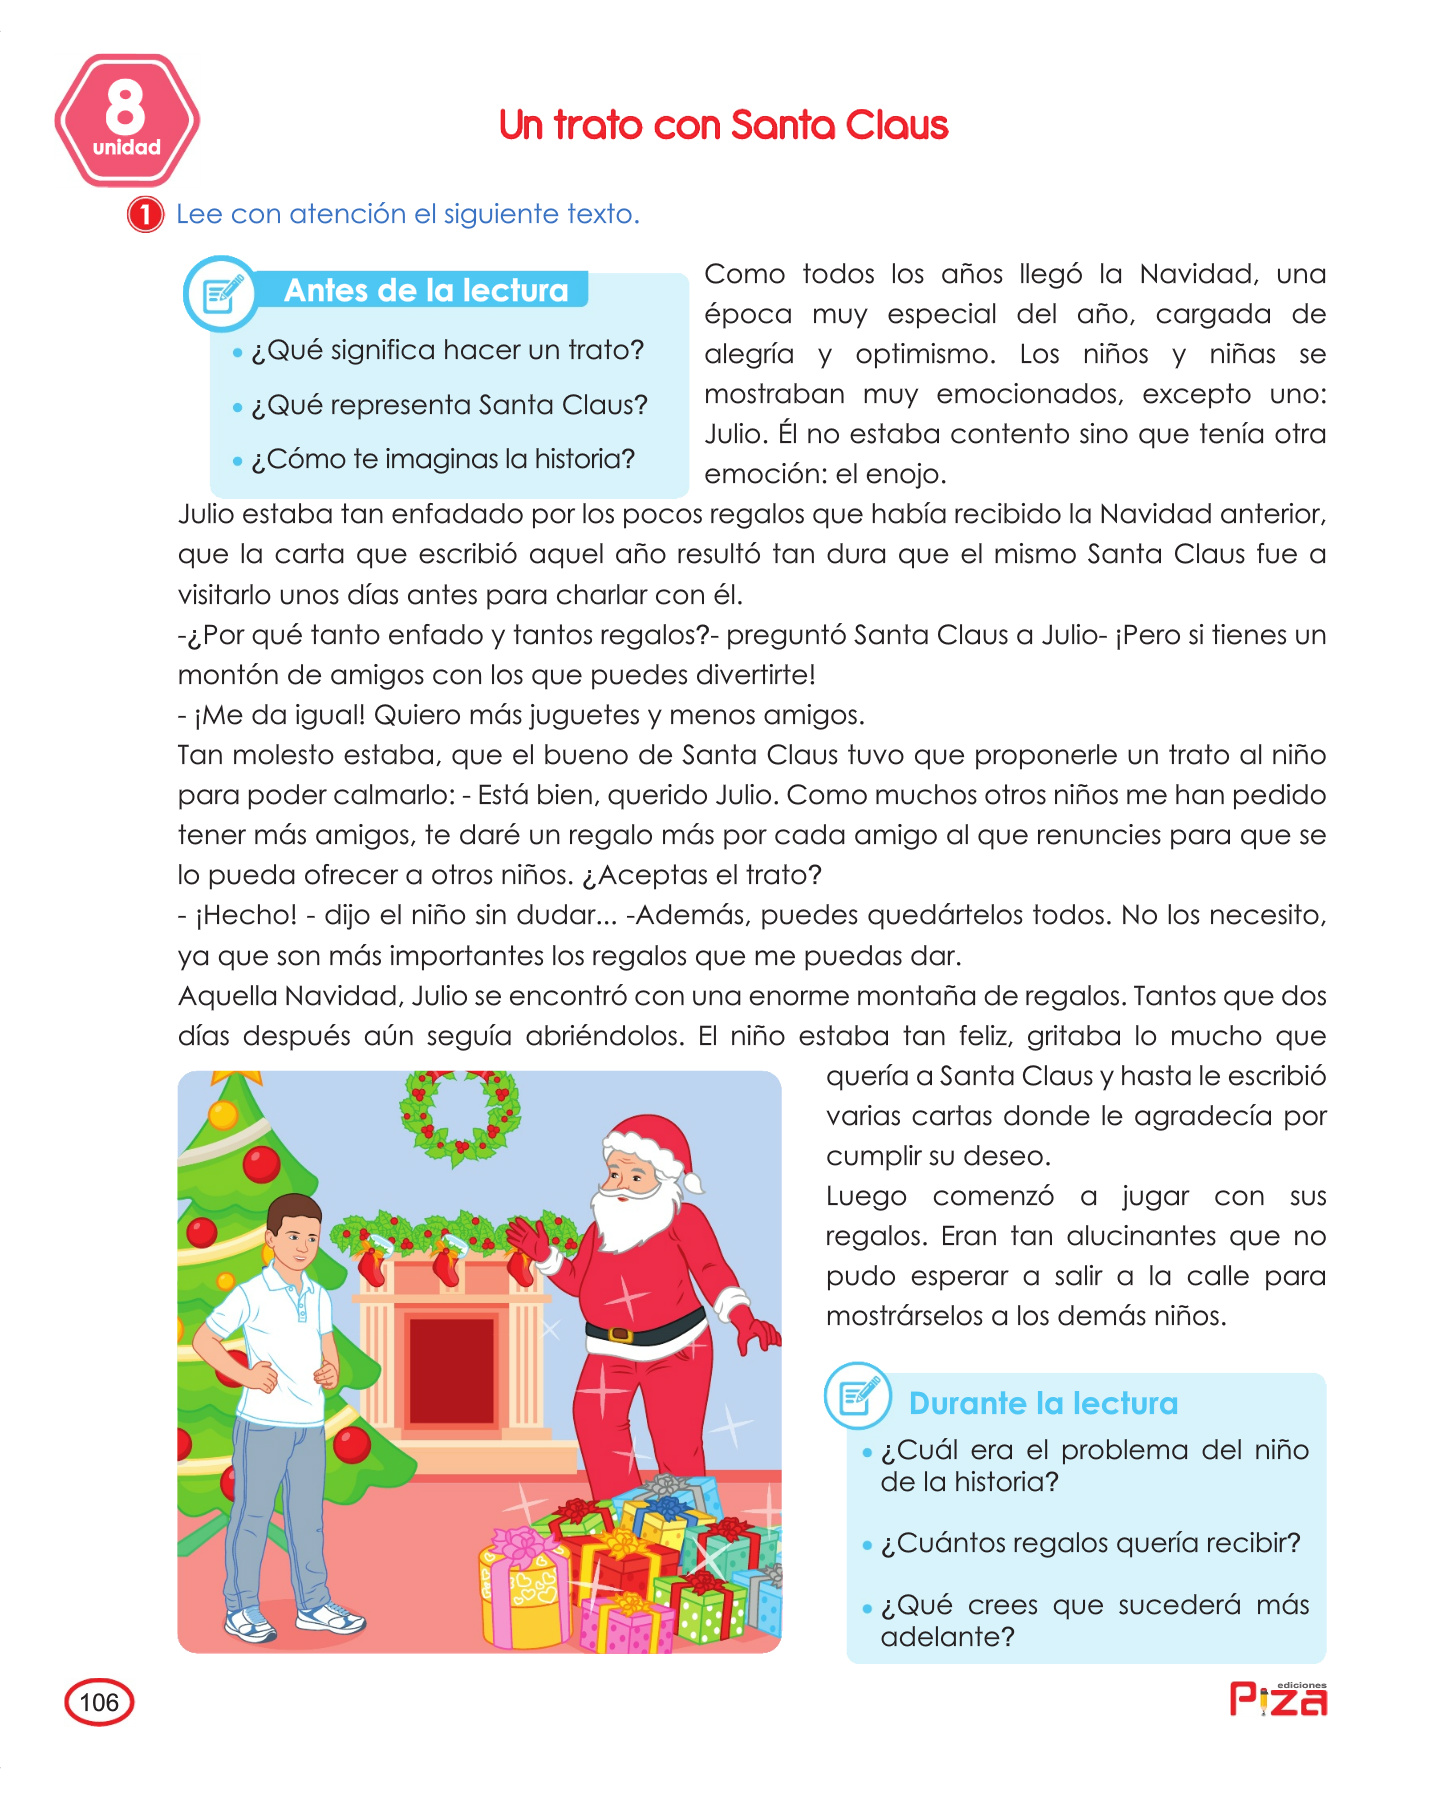 8
unidad
Un trato con Santa Claus
1 Lee con atención el siguiente texto.
Antes de la lectura
• ¿Qué significa hacer un trato?
• ¿Qué representa Santa Claus?
• ¿Cómo te imaginas la historia?
Como todos los años llegó la Navidad, una
época muy especial del año, cargada de
alegría y optimismo. Los niños y niñas se
mostraban muy emocionados, excepto uno:
Julio. Él no estaba contento sino que tenía otra
emoción: el enojo.
Julio estaba tan enfadado por los pocos regalos que había recibido la Navidad anterior,
que la carta que escribió aquel año resultó tan dura que el mismo Santa Claus fue a
visitarlo unos días antes para charlar con él.
-¿Por qué tanto enfado y tantos regalos?- preguntó Santa Claus a Julio- ¡Pero si tienes un
montón de amigos con los que puedes divertirte!
- ¡Me da igual! Quiero más juguetes y menos amigos.
Tan molesto estaba, que el bueno de Santa Claus tuvo que proponerle un trato al niño
para poder calmarlo: - Está bien, querido Julio. Como muchos otros niños me han pedido
tener más amigos, te daré un regalo más por cada amigo al que renuncies para que se
lo pueda ofrecer a otros niños. ¿Aceptas el trato?
- ¡Hecho! - dijo el niño sin dudar... -Además, puedes quedártelos todos. No los necesito,
ya que son más importantes los regalos que me puedas dar.
Aquella Navidad, Julio se encontró con una enorme montaña de regalos. Tantos que dos
días después aún seguía abriéndolos. El niño estaba tan feliz, gritaba lo mucho que
quería a Santa Claus y hasta le escribió
varias cartas donde le agradecía por
cumplir su deseo.
Luego comenzó a jugar con sus
regalos. Eran tan alucinantes que no
pudo esperar a salir a la calle para
mostrárselos a los demás niños.
Durante la lectura
• ¿Cuál era el problema del niño
de la historia?
• ¿Cuántos regalos quería recibir?
• ¿Qué crees que sucederá más
adelante?
106
ediciones
Piza